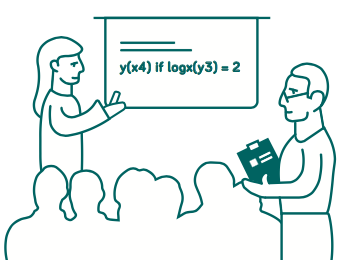 y(x4) if logx(y3) = 2